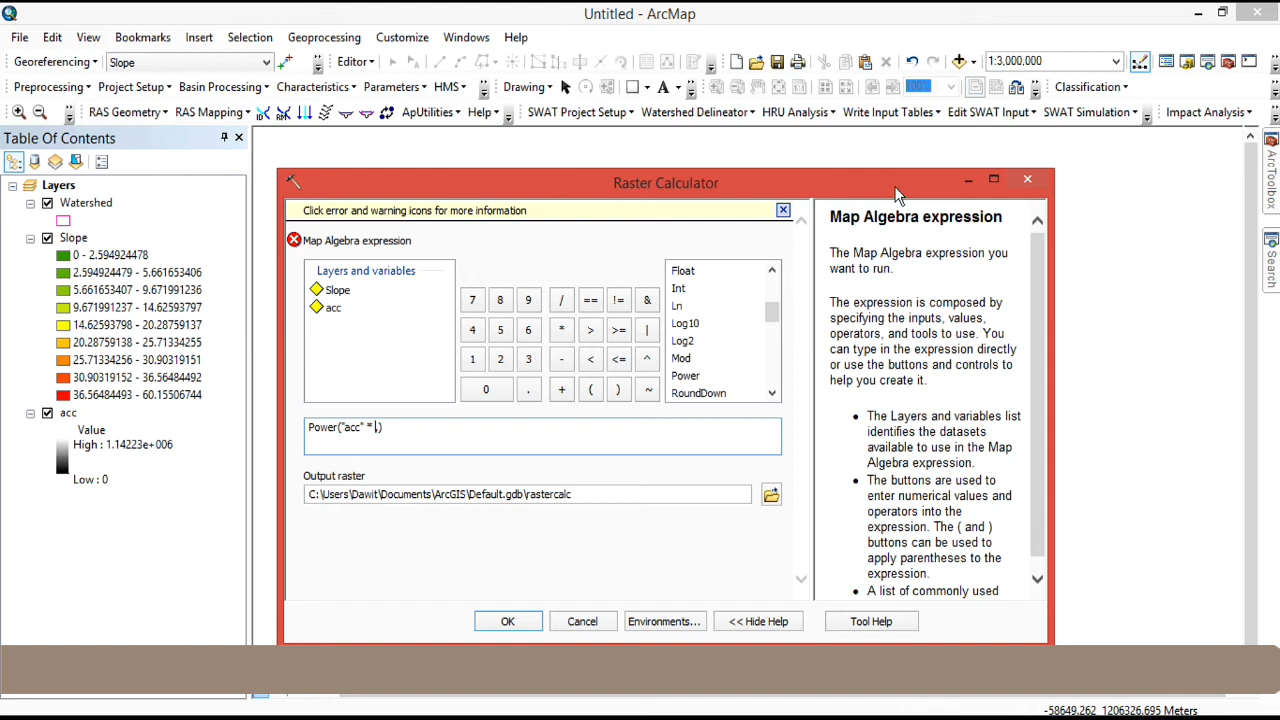 Untitled - ArcMap
File Edit View Bookmarks Insert Selection Geoprocessing Customize Windows Help
Georeferencing Slope Editor 1:3,000,000
Preprocessing Project Setup Basin Processing Characteristics Parameters HMS Drawing 100% Classification
RAS Geometry RAS Mapping ApUtilities Help SWAT Project Setup Watershed Delineator HRU Analysis Write Input Tables Edit SWAT Input SWAT Simulation Impact Analysis
Table Of Contents
Layers
Watershed
Slope
0 - 2.594924478
2.594924479 - 5.661653406
5.661653407 - 9.671991236
9.671991237 - 14.62593797
14.62593798 - 20.28759137
20.28759138 - 25.71334255
25.71334256 - 30.90319151
30.90319152 - 36.56484492
36.56484493 - 60.15506744
acc
Value
High : 1.14223e+006
Low : 0
Raster Calculator
Click error and warning icons for more information
Map Algebra expression
Layers and variables
Slope
acc
7 8 9 / == != &
4 5 6 * > >= |
1 2 3 - < <= ^
0 . + ( ) ~
Float
Int
Ln
Log10
Log2
Mod
Power
RoundDown
Power("acc" * ,)
Output raster
C:\Users\Dawit\Documents\ArcGIS\Default.gdb\rastercalc
OK Cancel Environments... << Hide Help Tool Help
Map Algebra expression
The Map Algebra expression you
want to run.
The expression is composed by
specifying the inputs, values,
operators, and tools to use. You
can type in the expression directly
or use the buttons and controls to
help you create it.
• The Layers and variables list
identifies the datasets
available to use in the Map
Algebra expression.
• The buttons are used to
enter numerical values and
operators into the
expression. The ( and )
buttons can be used to
apply parentheses to the
expression.
• A list of commonly used
ArcToolbox
Search
-58649.262 1206326.695 Meters